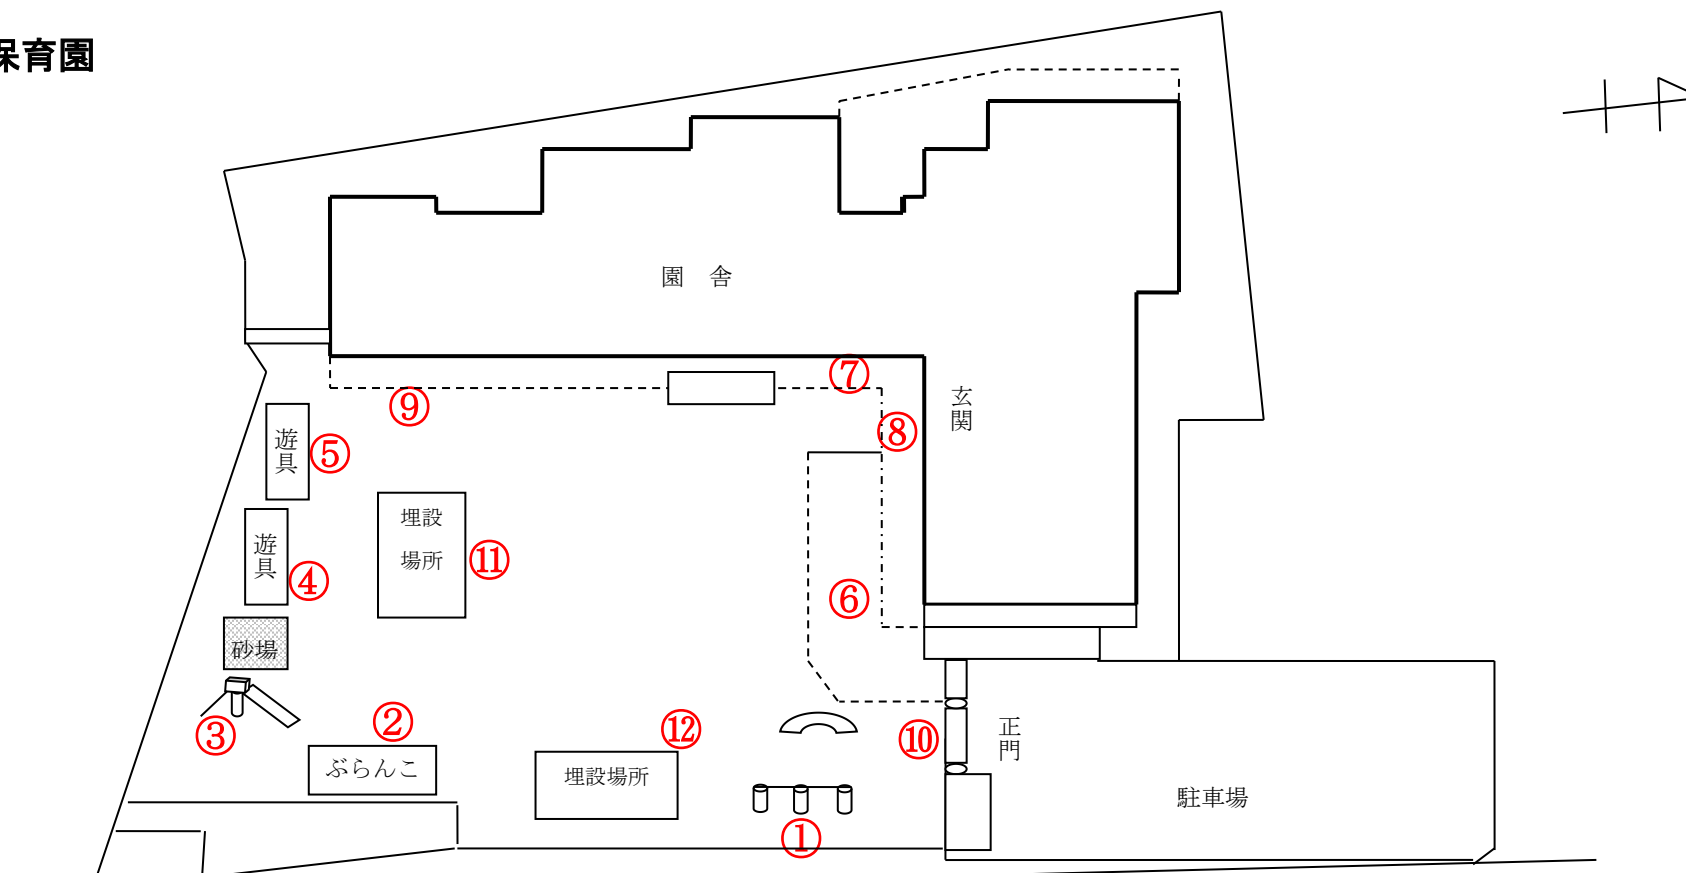 保育園
園 舎
⑦
玄関
⑨
⑧
遊具
⑤
埋設
場所
⑪
遊具
④
⑥
砂場
③
②
⑫
⑩
正門
ぶらんこ
埋設場所
駐車場
①